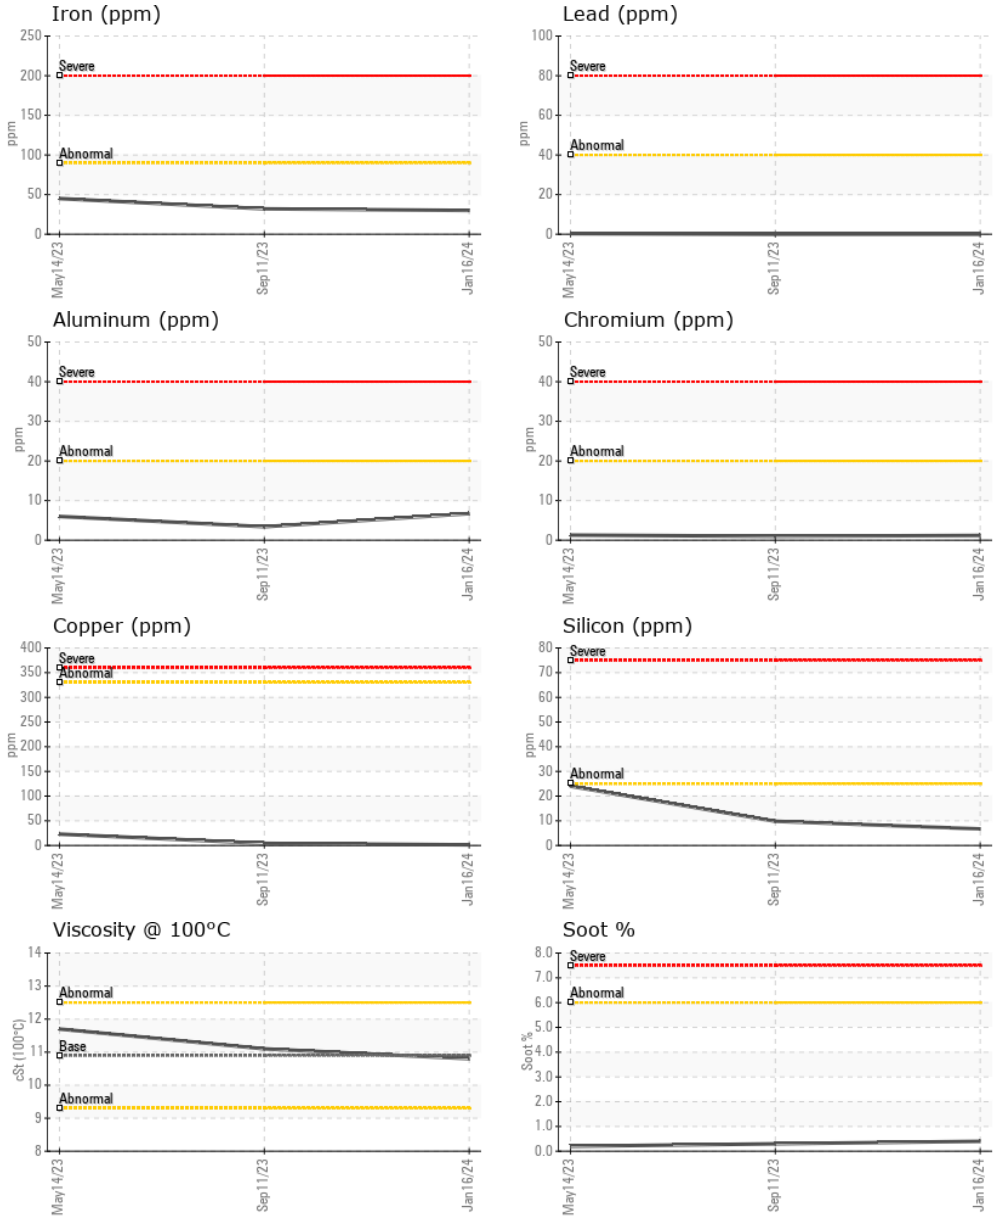 Iron (ppm)
250
200
150
100
50
0
ppm
Severe
Abnormal
May14/23
Sep11/23
Jan16/24
Lead (ppm)
100
80
60
40
20
0
ppm
Severe
Abnormal
May14/23
Sep11/23
Jan16/24
Aluminum (ppm)
50
40
30
20
10
0
ppm
Severe
Abnormal
May14/23
Sep11/23
Jan16/24
Chromium (ppm)
50
40
30
20
10
0
ppm
Severe
Abnormal
May14/23
Sep11/23
Jan16/24
Copper (ppm)
400
350
300
250
200
150
100
50
0
ppm
Severe
Abnormal
May14/23
Sep11/23
Jan16/24
Silicon (ppm)
80
70
60
50
40
30
20
10
0
ppm
Severe
Abnormal
May14/23
Sep11/23
Jan16/24
Viscosity @ 100°C
14
13
12
11
10
9
8
cSt (100°C)
Abnormal
Base
Abnormal
May14/23
Sep11/23
Jan16/24
Soot %
8.0
7.0
6.0
5.0
4.0
3.0
2.0
1.0
0.0
Soot %
Severe
Abnormal
May14/23
Sep11/23
Jan16/24